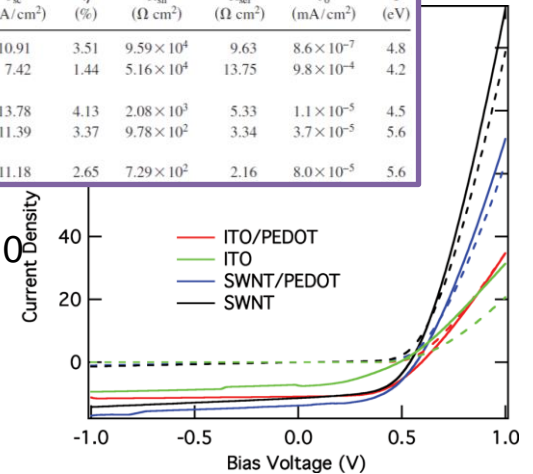 A/cm²) (%) (Ω cm²) (Ω cm²) (mA/cm²) (eV)
10.91 3.51 9.59 × 10⁴ 9.63 8.6 × 10⁻⁷ 4.8
7.42 1.44 5.16 × 10⁴ 13.75 9.8 × 10⁻⁴ 4.2
13.78 4.13 2.08 × 10³ 5.33 1.1 × 10⁻⁵ 4.5
11.39 3.37 9.78 × 10² 3.34 3.7 × 10⁻⁵ 5.6
11.18 2.65 7.29 × 10² 2.16 8.0 × 10⁻⁵ 5.6
0
Current Density
40
20
0
ITO/PEDOT
ITO
SWNT/PEDOT
SWNT
-1.0 -0.5 0.0 0.5 1.0
Bias Voltage (V)